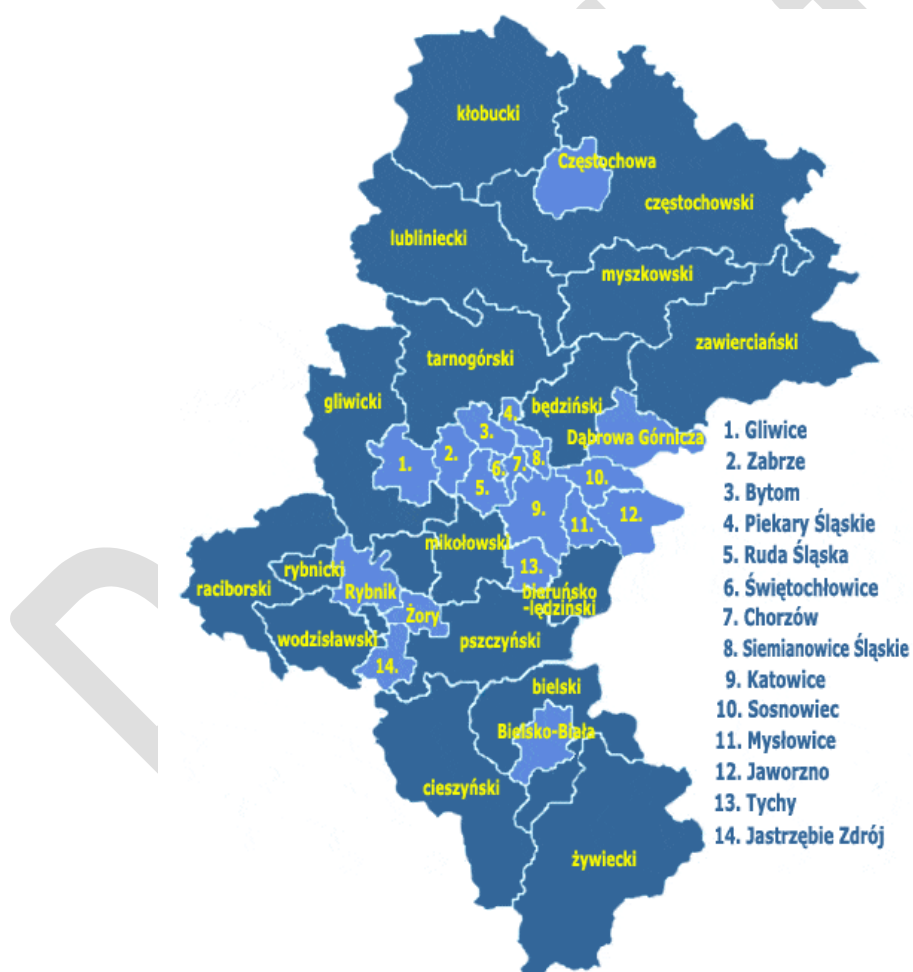 kłobucki
Częstochowa
częstochowski
lubliniecki
myszkowski
zawierciański
tarnogórski
gliwicki
będziński
Dąbrowa Górnicza
4.
3.
2.
1.
8.
7.
6.
5.
10.
9.
11.
12.
mikołowski
13.
rybnicki
raciborski
Rybnik
bieruńsko
-lędziński
Żory
wodzisławski
pszczyński
14.
bielski
Bielsko-Biała
cieszyński
żywiecki
1. Gliwice
2. Zabrze
3. Bytom
4. Piekary Śląskie
5. Ruda Śląska
6. Świętochłowice
7. Chorzów
8. Siemianowice Śląskie
9. Katowice
10. Sosnowiec
11. Mysłowice
12. Jaworzno
13. Tychy
14. Jastrzębie Zdrój